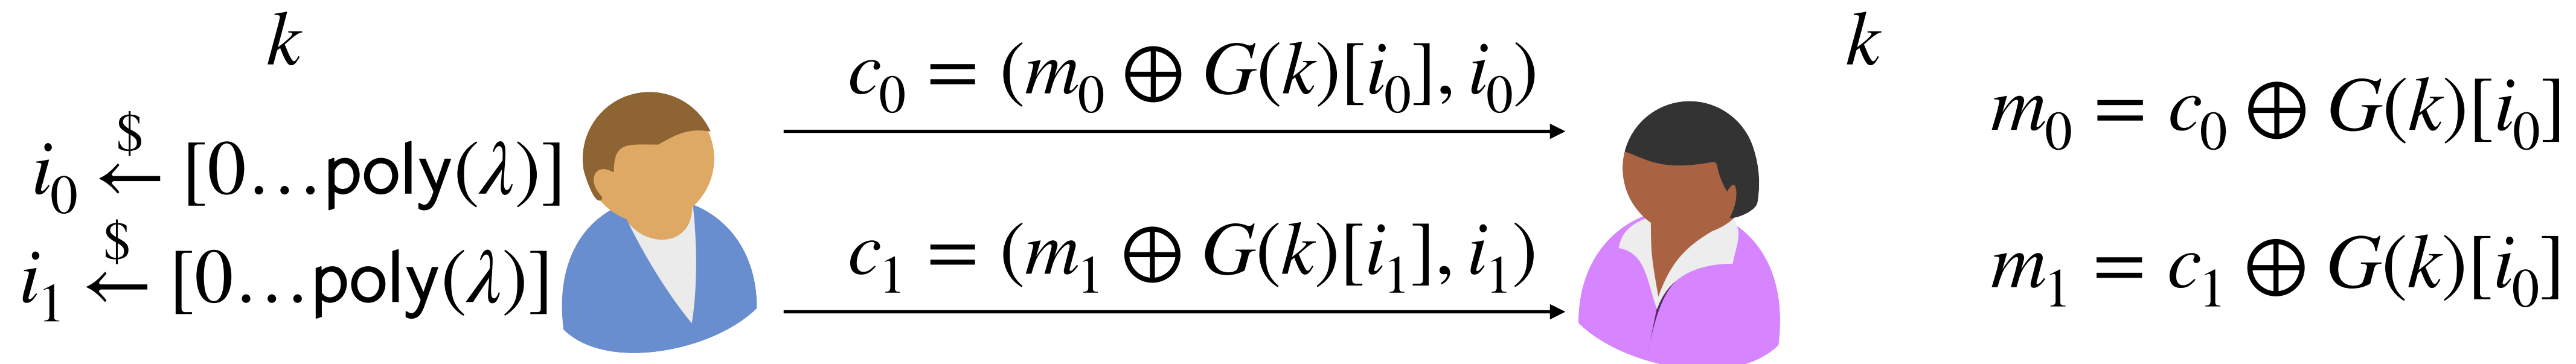 k
i₀ ←$ [0…poly(λ)]
i₁ ←$ [0…poly(λ)]
c₀ = (m₀ ⊕ G(k)[i₀], i₀)
c₁ = (m₁ ⊕ G(k)[i₁], i₁)
k
m₀ = c₀ ⊕ G(k)[i₀]
m₁ = c₁ ⊕ G(k)[i₀]